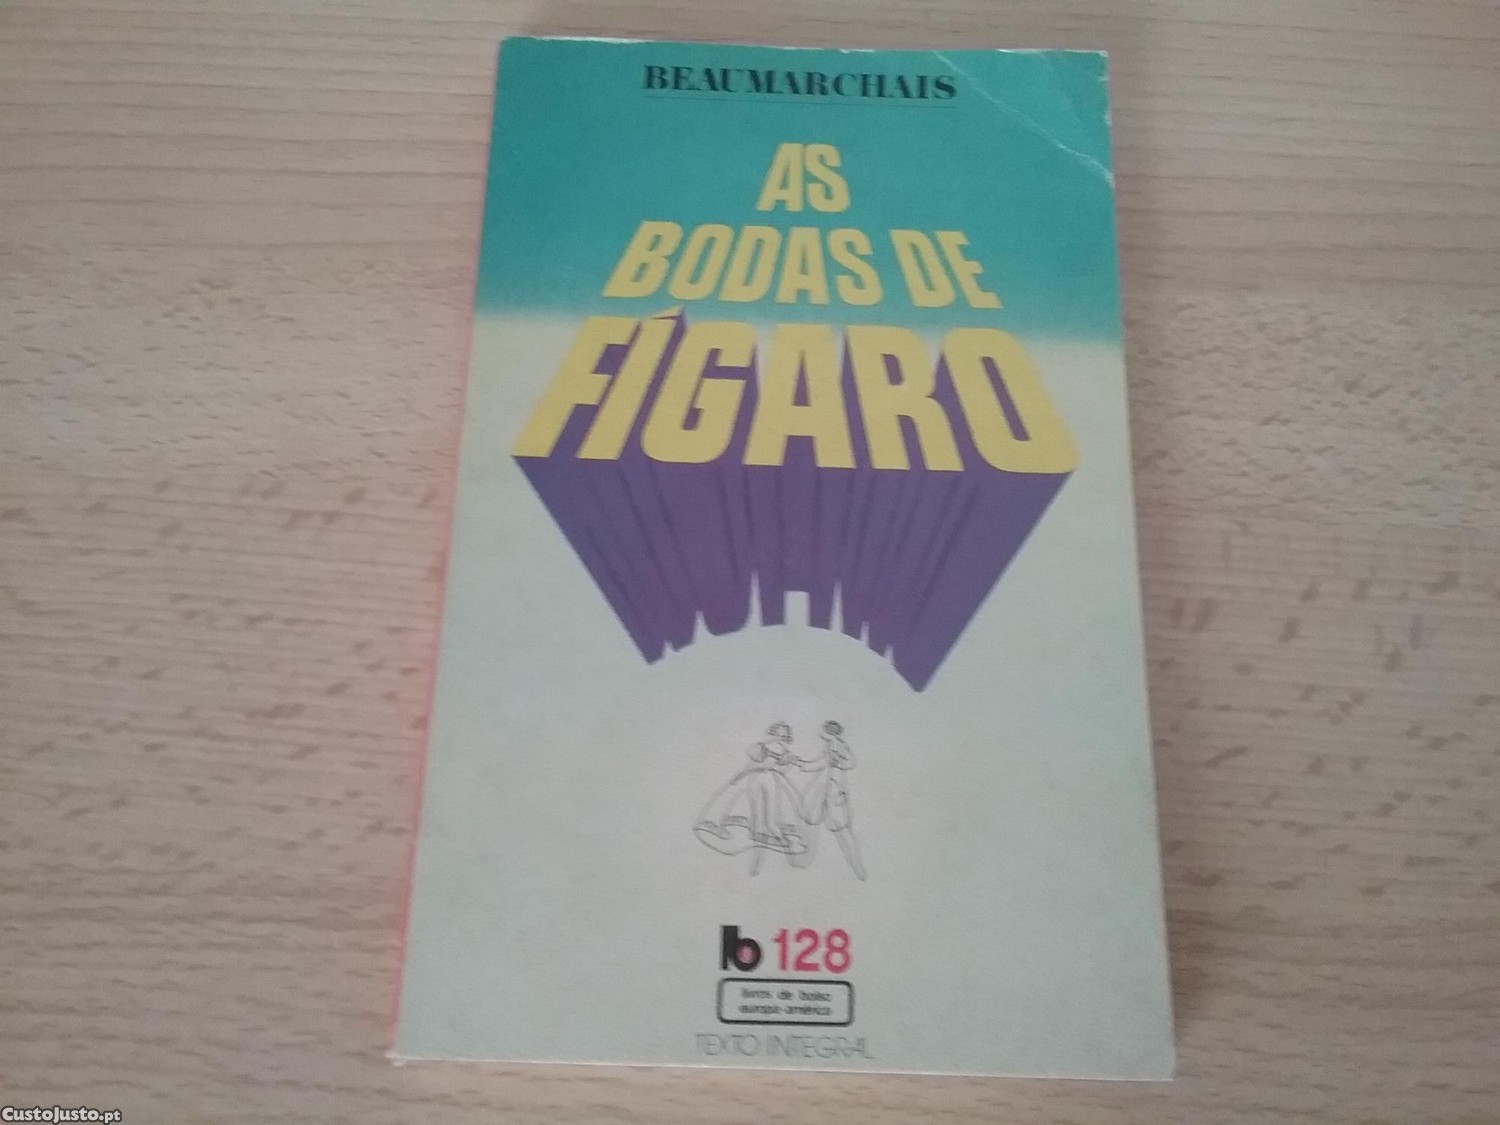 BEAUMARCHAIS
AS
BODAS DE
FÍGARO
lb 128
livros de bolso
europa-américa
TEXTO INTEGRAL
CustoJusto.pt